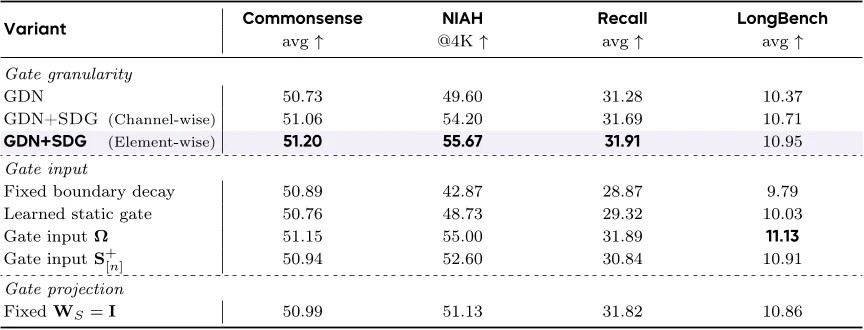 Variant Commonsense NIAH Recall LongBench
avg ↑ @4K ↑ avg ↑ avg ↑
Gate granularity
GDN 50.73 49.60 31.28 10.37
GDN+SDG (Channel-wise) 51.06 54.20 31.69 10.71
GDN+SDG (Element-wise) 51.20 55.67 31.91 10.95
Gate input
Fixed boundary decay 50.89 42.87 28.87 9.79
Learned static gate 50.76 48.73 29.32 10.03
Gate input Ω 51.15 55.00 31.89 11.13
Gate input S⁺[n] 50.94 52.60 30.84 10.91
Gate projection
Fixed W_S = I 50.99 51.13 31.82 10.86